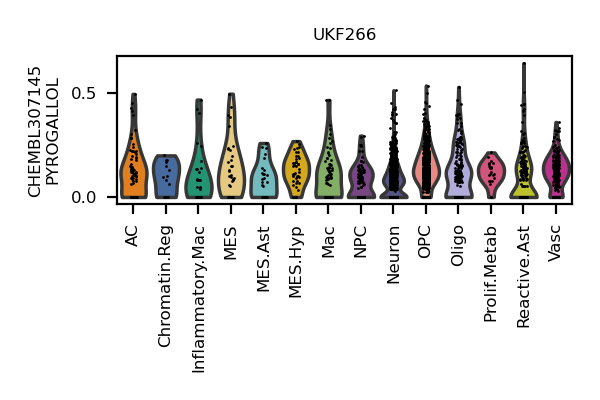 UKF266
CHEMBL307145
PYROGALLOL
0.5
0.0
AC
Chromatin.Reg
Inflammatory.Mac
MES
MES.Ast
MES.Hyp
Mac
NPC
Neuron
OPC
Oligo
Prolif.Metab
Reactive.Ast
Vasc